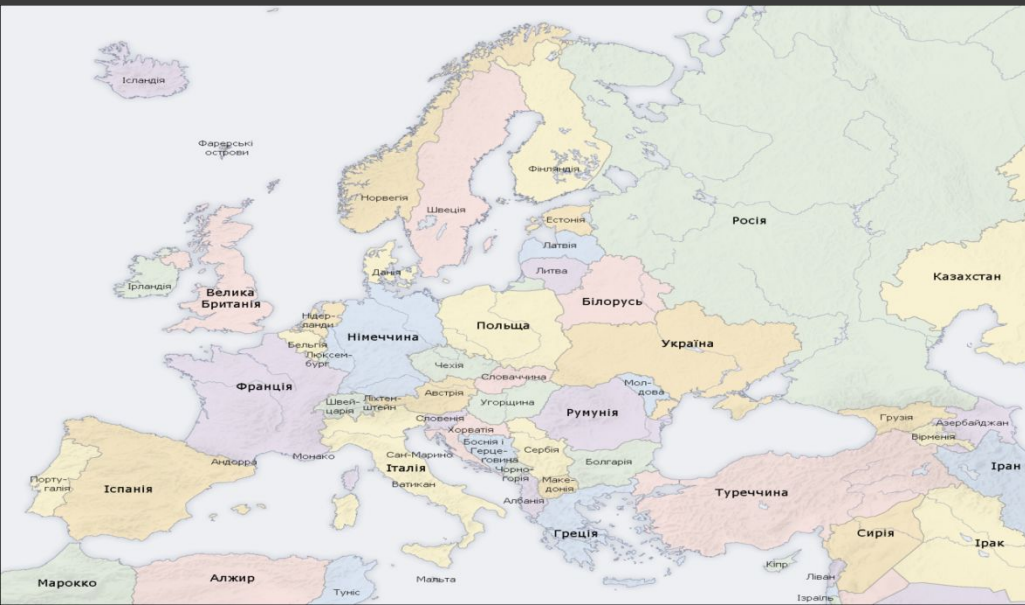 Ісландія
Фарерські
острови
Норвегія
Швеція
Фінляндія
Естонія
Латвія
Литва
Данія
Росія
Казахстан
Ірландія
Велика
Британія
Нідер-
ланди
Бельгія
Люксем-
бург
Німеччина
Польща
Білорусь
Україна
Чехія
Словаччина
Франція
Швей-
царія
Ліхтен-
штейн
Австрія
Угорщина
Мол-
дова
Румунія
Словенія
Хорватія
Боснія і
Герце-
говина
Сербія
Чорно-
горія
Маке-
донія
Албанія
Болгарія
Грузія
Азербайджан
Вірменія
Іран
Порту-
галія
Іспанія
Андорра
Монако
Сан-Марино
Італія
Ватикан
Греція
Туреччина
Сирія
Ірак
Кіпр
Ліван
Ізраїль
Мальта
Марокко
Алжир
Туніс